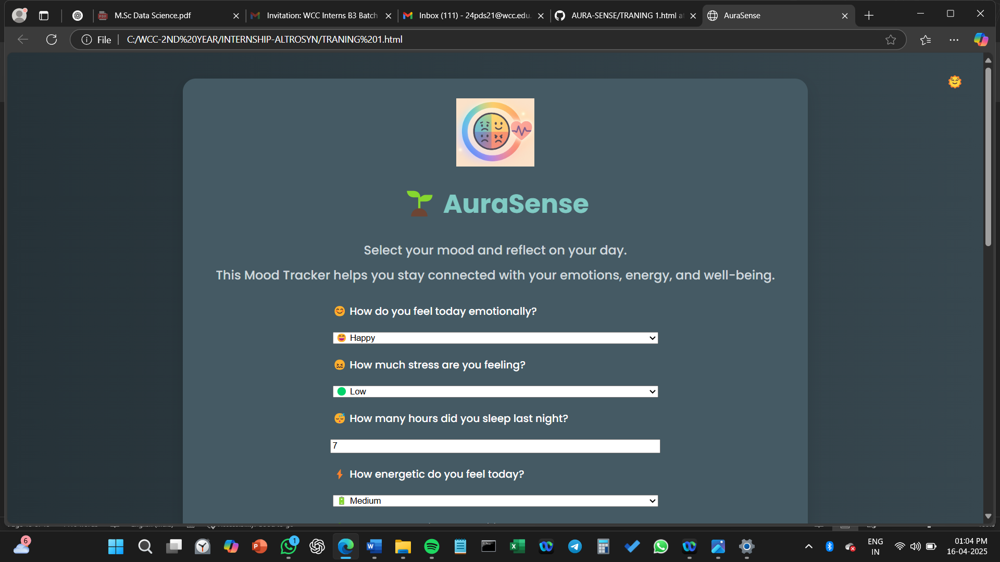 M.Sc Data Science.pdf
Invitation: WCC Interns B3 Batch
Inbox (111) - 24pds21@wcc.edu.
AURA-SENSE/TRANING 1.html at
AuraSense
File
C:/WCC-2ND%20YEAR/INTERNSHIP-ALTROSYN/TRANING%201.html
AuraSense
Select your mood and reflect on your day.
This Mood Tracker helps you stay connected with your emotions, energy, and well-being.
😊 How do you feel today emotionally?
😄 Happy
😖 How much stress are you feeling?
🟢 Low
😴 How many hours did you sleep last night?
7
⚡ How energetic do you feel today?
🔋 Medium
6
1
ENG
IN
01:04 PM
16-04-2025